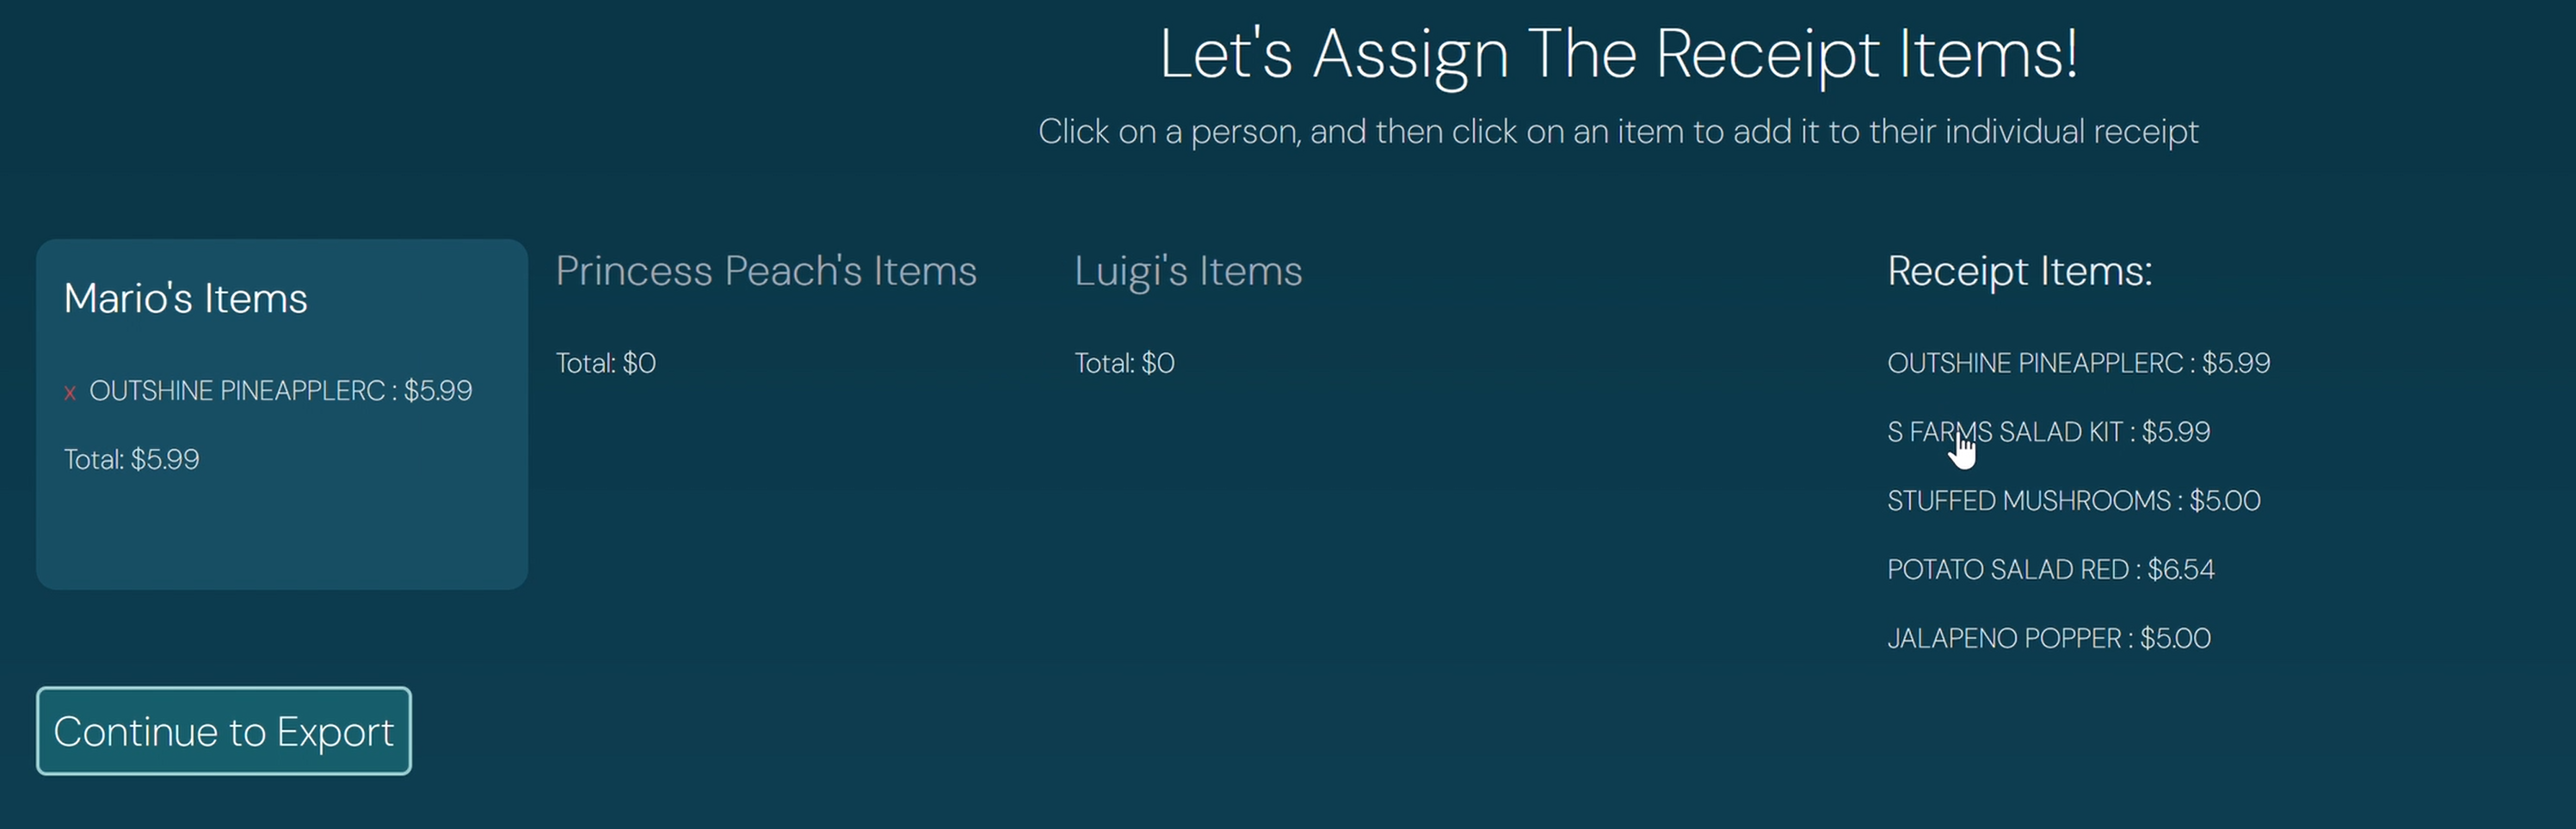 Let's Assign The Receipt Items!
Click on a person, and then click on an item to add it to their individual receipt
Mario's Items
x OUTSHINE PINEAPPLERC : $5.99
Total: $5.99
Princess Peach's Items
Total: $0
Luigi's Items
Total: $0
Receipt Items:
OUTSHINE PINEAPPLERC : $5.99
S FARMS SALAD KIT : $5.99
STUFFED MUSHROOMS : $5.00
POTATO SALAD RED : $6.54
JALAPENO POPPER : $5.00
Continue to Export